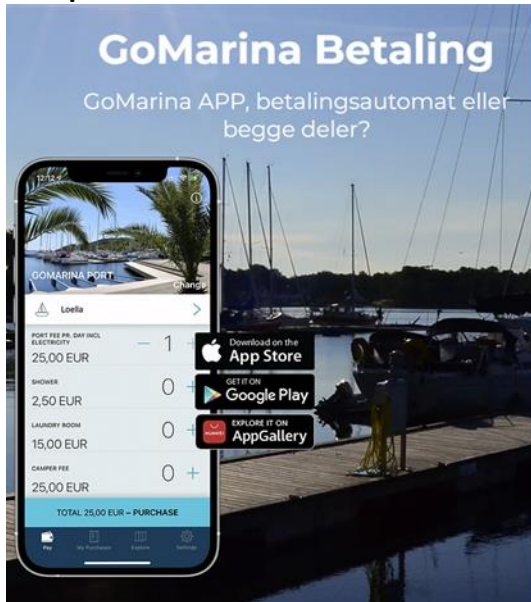 GoMarina Betaling
GoMarina APP, betalingsautomat eller
begge deler?
12:12
GOMARINA PORT
Change
Loella
PORT FEE PR. DAY INCL
ELECTRICITY
25,00 EUR
− 1 +
SHOWER
2,50 EUR
0 +
LAUNDRY ROOM
15,00 EUR
0 +
CAMPER FEE
25,00 EUR
0 +
TOTAL 25,00 EUR – PURCHASE
Pay
My Purchases
Explore
Settings
Download on the
App Store
GET IT ON
Google Play
HUAWEI
EXPLORE IT ON
AppGallery